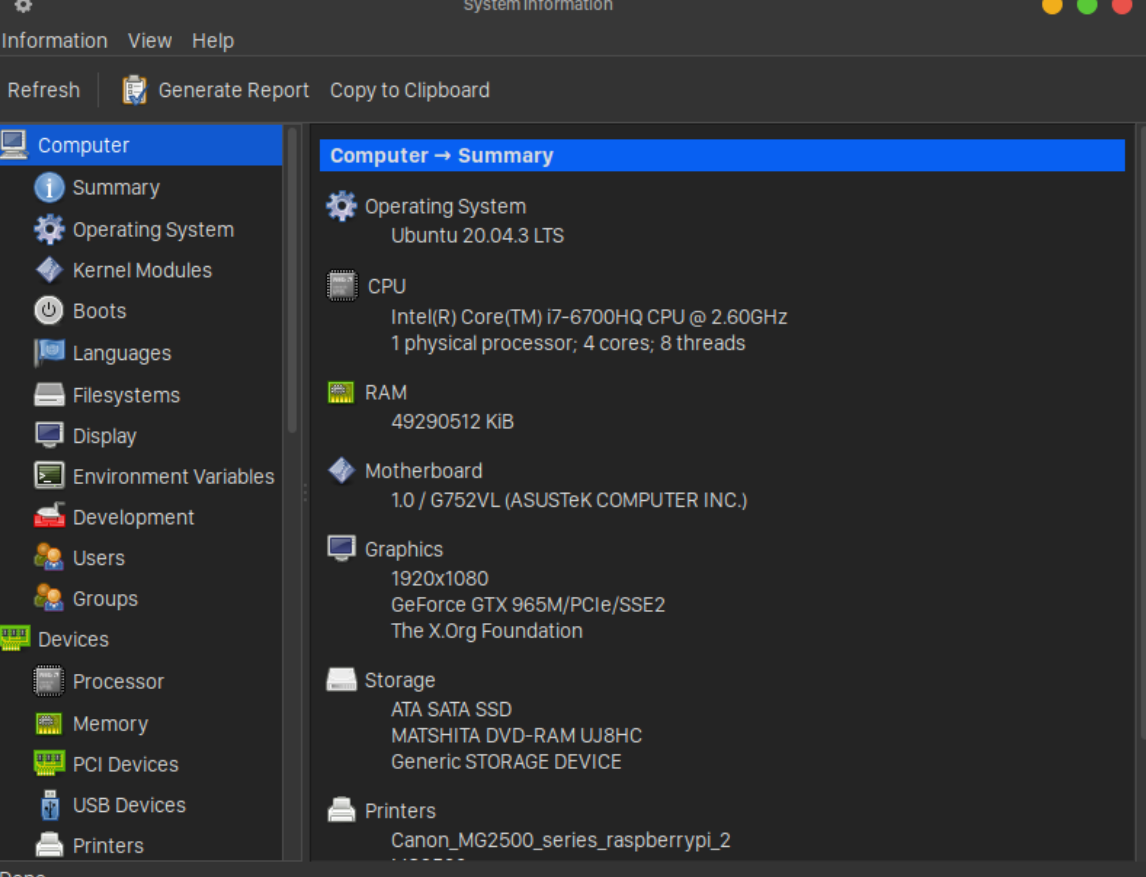 System Information
Information View Help
Refresh Generate Report Copy to Clipboard
Computer
Summary
Operating System
Kernel Modules
Boots
Languages
Filesystems
Display
Environment Variables
Development
Users
Groups
Devices
Processor
Memory
PCI Devices
USB Devices
Printers
Computer → Summary
Operating System
Ubuntu 20.04.3 LTS
CPU
Intel(R) Core(TM) i7-6700HQ CPU @ 2.60GHz
1 physical processor; 4 cores; 8 threads
RAM
49290512 KiB
Motherboard
1.0 / G752VL (ASUSTeK COMPUTER INC.)
Graphics
1920x1080
GeForce GTX 965M/PCIe/SSE2
The X.Org Foundation
Storage
ATA SATA SSD
MATSHITA DVD-RAM UJ8HC
Generic STORAGE DEVICE
Printers
Canon_MG2500_series_raspberrypi_2